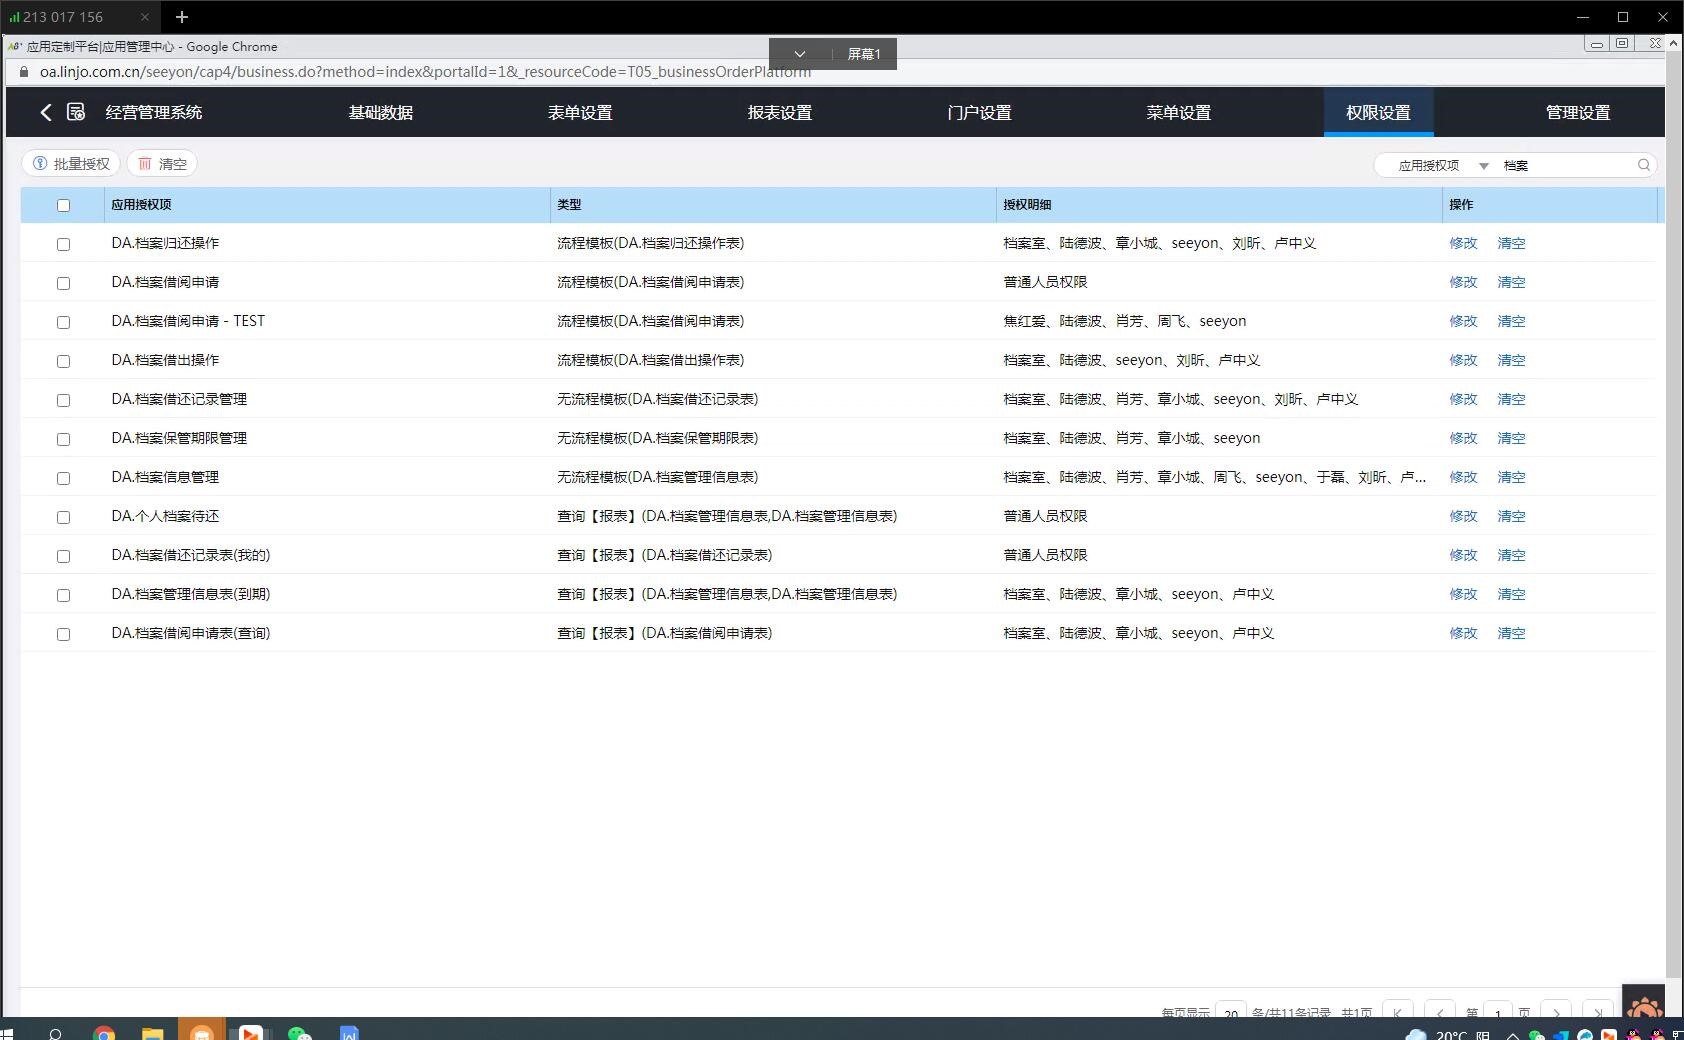 213 017 156
应用定制平台|应用管理中心 - Google Chrome
屏幕1
oa.linjo.com.cn/seeyon/cap4/business.do?method=index&portalId=1&_resourceCode=T05_businessOrderPlatform
经营管理系统 基础数据 表单设置 报表设置 门户设置 菜单设置 权限设置 管理设置
批量授权 清空 应用授权项 档案
应用授权项 类型 授权明细 操作
DA.档案归还操作 流程模板(DA.档案归还操作表) 档案室、陆德波、章小城、seeyon、刘昕、卢中义 修改 清空
DA.档案借阅申请 流程模板(DA.档案借阅申请表) 普通人员权限 修改 清空
DA.档案借阅申请 - TEST 流程模板(DA.档案借阅申请表) 焦红爱、陆德波、肖芳、周飞、seeyon 修改 清空
DA.档案借出操作 流程模板(DA.档案借出操作表) 档案室、陆德波、seeyon、刘昕、卢中义 修改 清空
DA.档案借还记录管理 无流程模板(DA.档案借还记录表) 档案室、陆德波、肖芳、章小城、seeyon、刘昕、卢中义 修改 清空
DA.档案保管期限管理 无流程模板(DA.档案保管期限表) 档案室、陆德波、肖芳、章小城、seeyon 修改 清空
DA.档案信息管理 无流程模板(DA.档案管理信息表) 档案室、陆德波、肖芳、章小城、周飞、seeyon、于磊、刘昕、卢... 修改 清空
DA.个人档案待还 查询【报表】(DA.档案管理信息表,DA.档案管理信息表) 普通人员权限 修改 清空
DA.档案借还记录表(我的) 查询【报表】(DA.档案借还记录表) 普通人员权限 修改 清空
DA.档案管理信息表(到期) 查询【报表】(DA.档案管理信息表,DA.档案管理信息表) 档案室、陆德波、章小城、seeyon、卢中义 修改 清空
DA.档案借阅申请表(查询) 查询【报表】(DA.档案借阅申请表) 档案室、陆德波、章小城、seeyon、卢中义 修改 清空
每页显示 20 条/共11条记录 共1页 第 1 页
20°C 阴